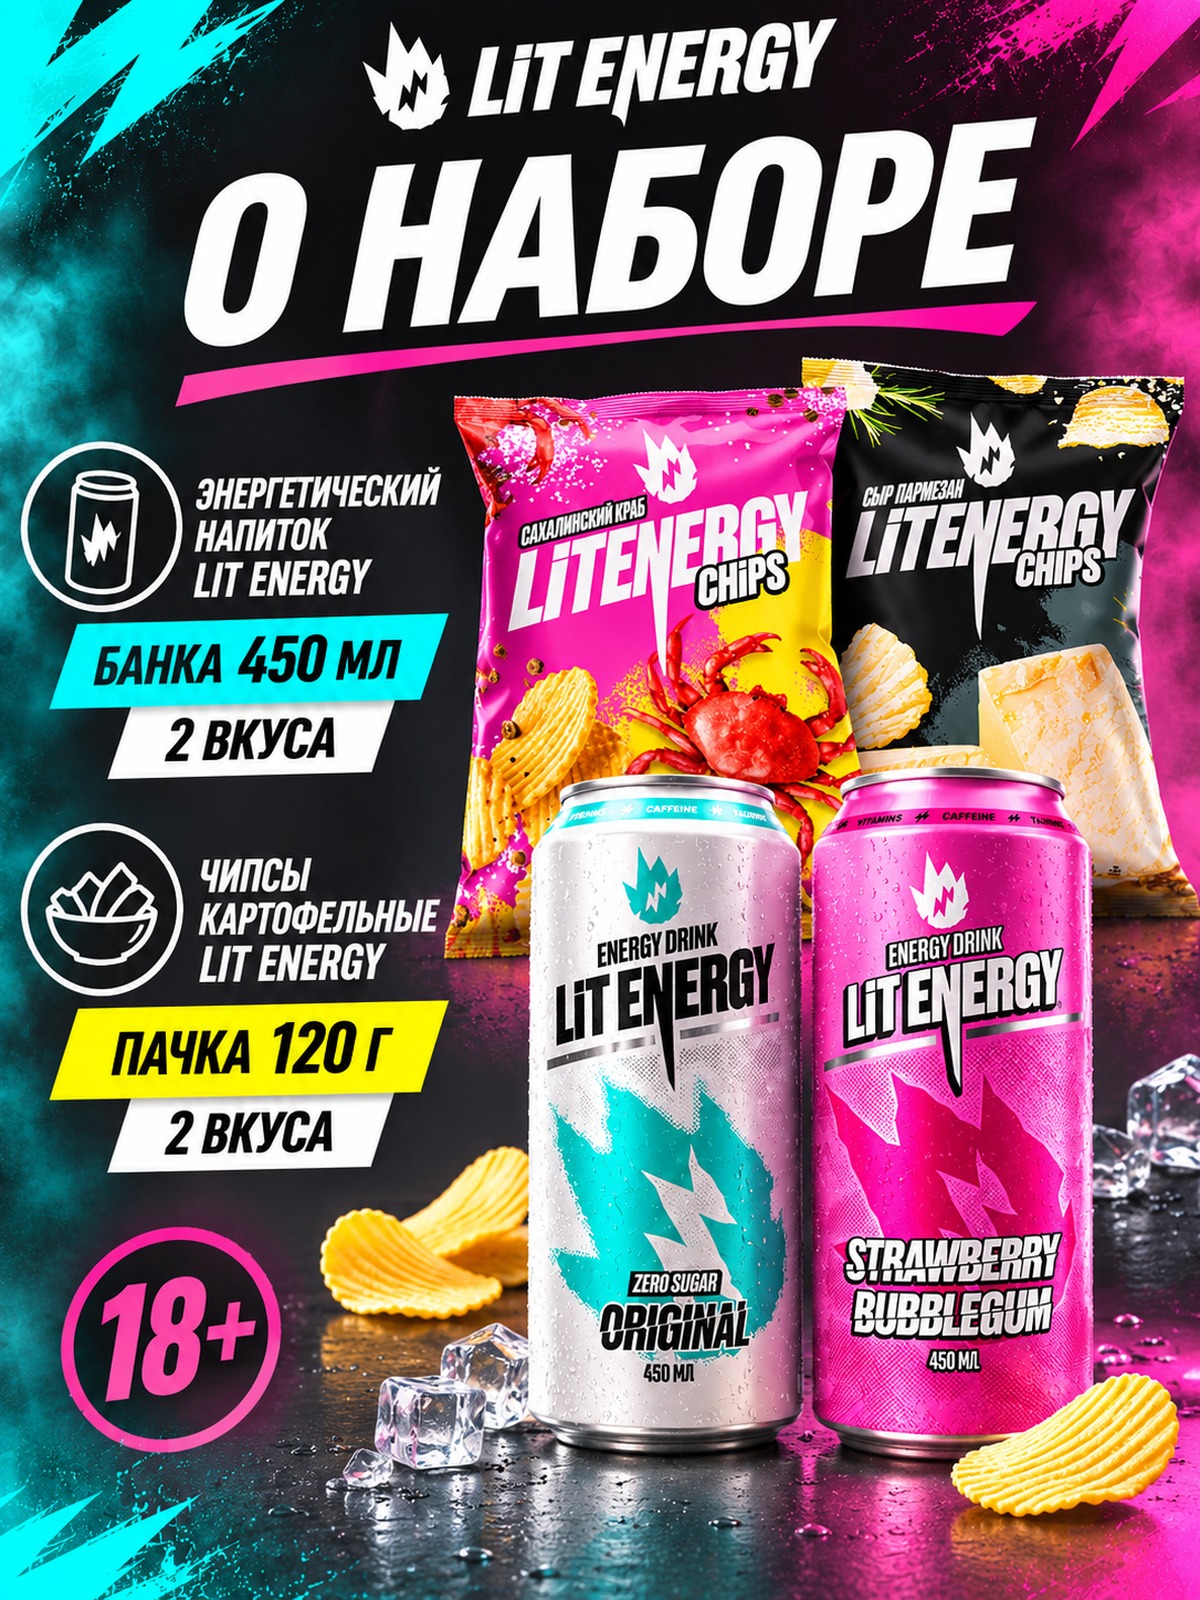 LiT ENERGY
О НАБОРЕ
ЭНЕРГЕТИЧЕСКИЙ
НАПИТОК
LIT ENERGY
БАНКА 450 МЛ
2 ВКУСА
ЧИПСЫ
КАРТОФЕЛЬНЫЕ
LIT ENERGY
ПАЧКА 120 Г
2 ВКУСА
18+
САХАЛИНСКИЙ КРАБ
LiTENERGY
CHiPS
СЫР ПАРМЕЗАН
LiTENERGY
CHIPS
CAFFEINE
ENERGY DRINK
LiT ENERGY
ZERO SUGAR
ORIGINAL
450 МЛ
VITAMINS CAFFEINE
ENERGY DRINK
LiT ENERGY
STRAWBERRY
BUBBLEGUM
450 МЛ